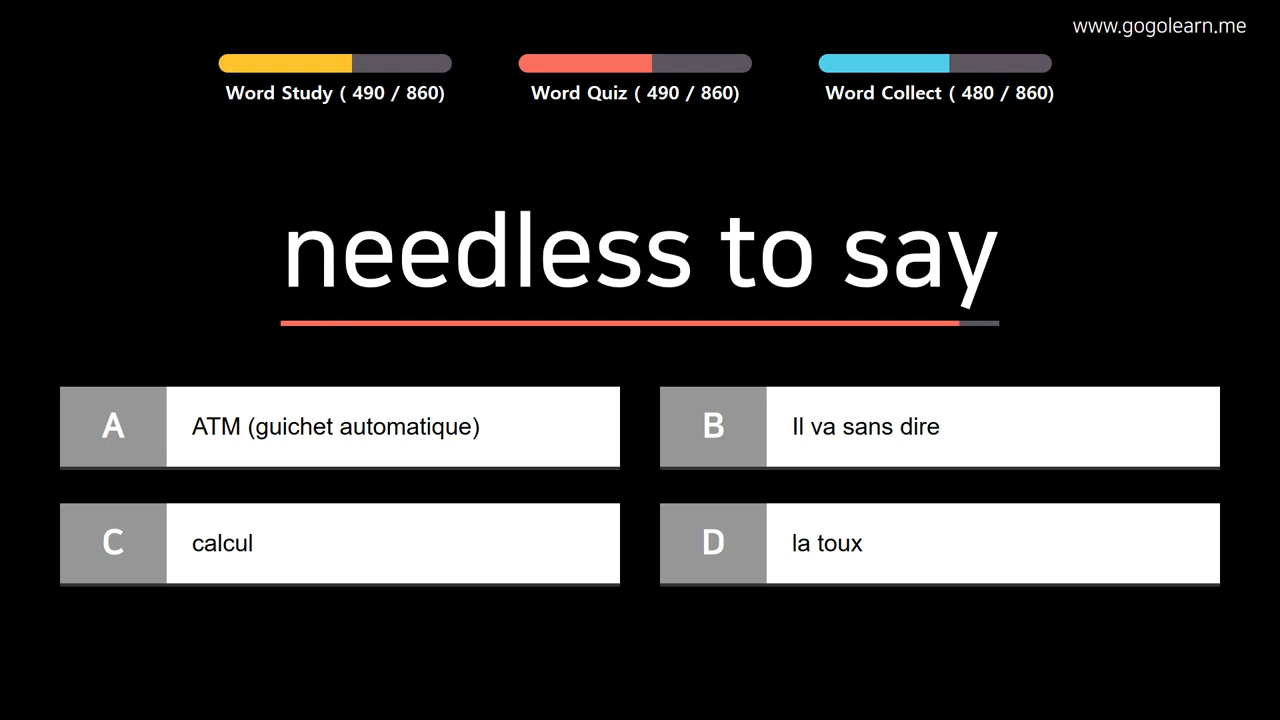 www.gogolearn.me
Word Study ( 490 / 860)
Word Quiz ( 490 / 860)
Word Collect ( 480 / 860)
needless to say
A
ATM (guichet automatique)
B
Il va sans dire
C
calcul
D
la toux